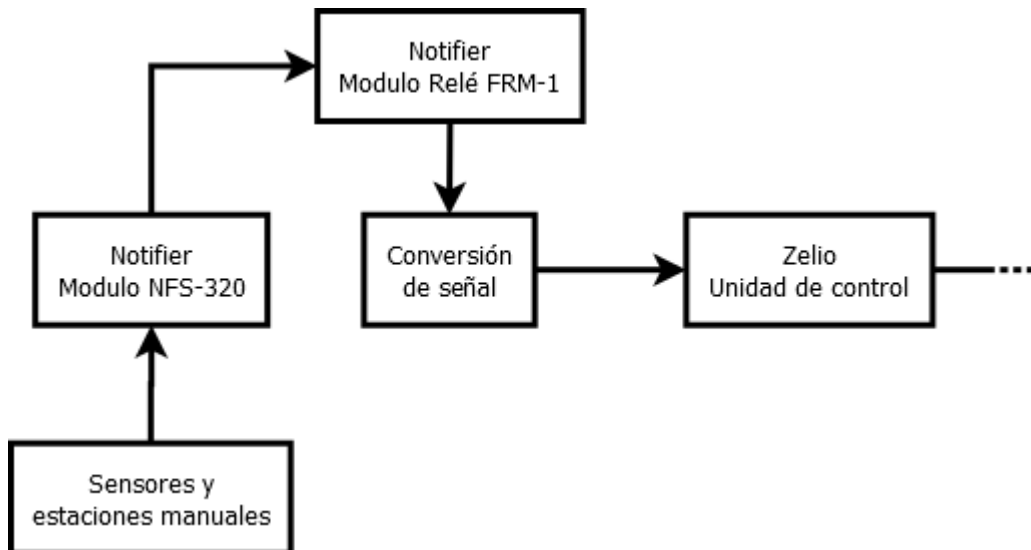 Notifier
Modulo Relé FRM-1
Notifier
Modulo NFS-320
Conversión
de señal
Zelio
Unidad de control
Sensores y
estaciones manuales